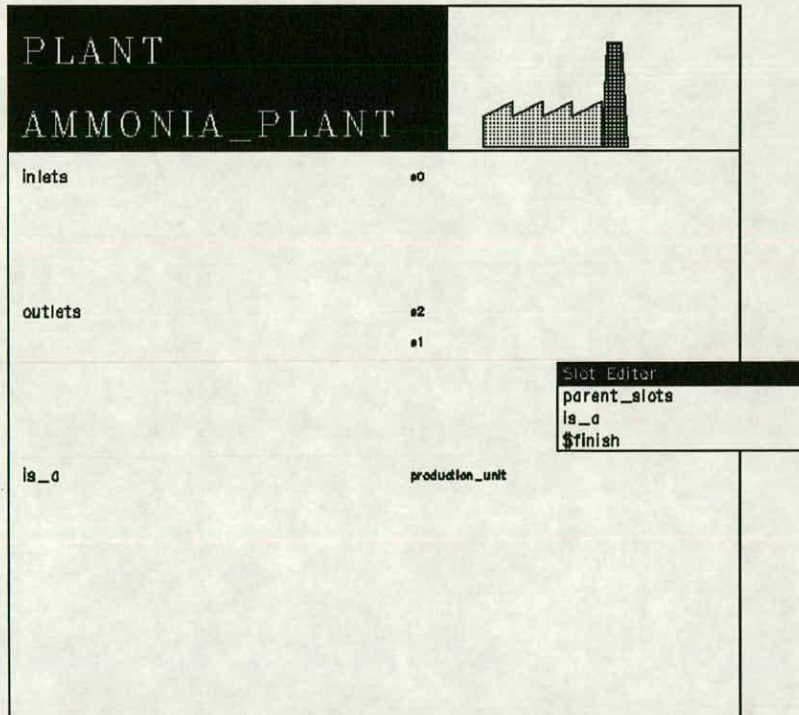 PLANT
AMMONIA_PLANT
inlets s0
outlets s2
s1
Slot Editor
parent_slots
is_a
$finish
is_a production_unit